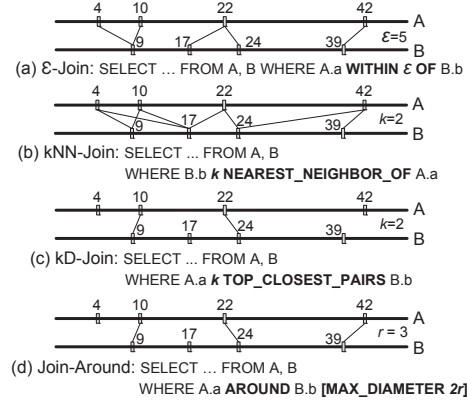 4 10 22 42 A
ε=5
9 17 24 39 B
(a) Ɛ-Join: SELECT ... FROM A, B WHERE A.a WITHIN Ɛ OF B.b
4 10 22 42 A
k=2
9 17 24 39 B
(b) kNN-Join: SELECT ... FROM A, B
WHERE B.b k NEAREST_NEIGHBOR_OF A.a
4 10 22 42 A
k=2
9 17 24 39 B
(c) kD-Join: SELECT ... FROM A, B
WHERE A.a k TOP_CLOSEST_PAIRS B.b
4 10 22 42 A
r = 3
9 17 24 39 B
(d) Join-Around: SELECT ... FROM A, B
WHERE A.a AROUND B.b [MAX_DIAMETER 2r]